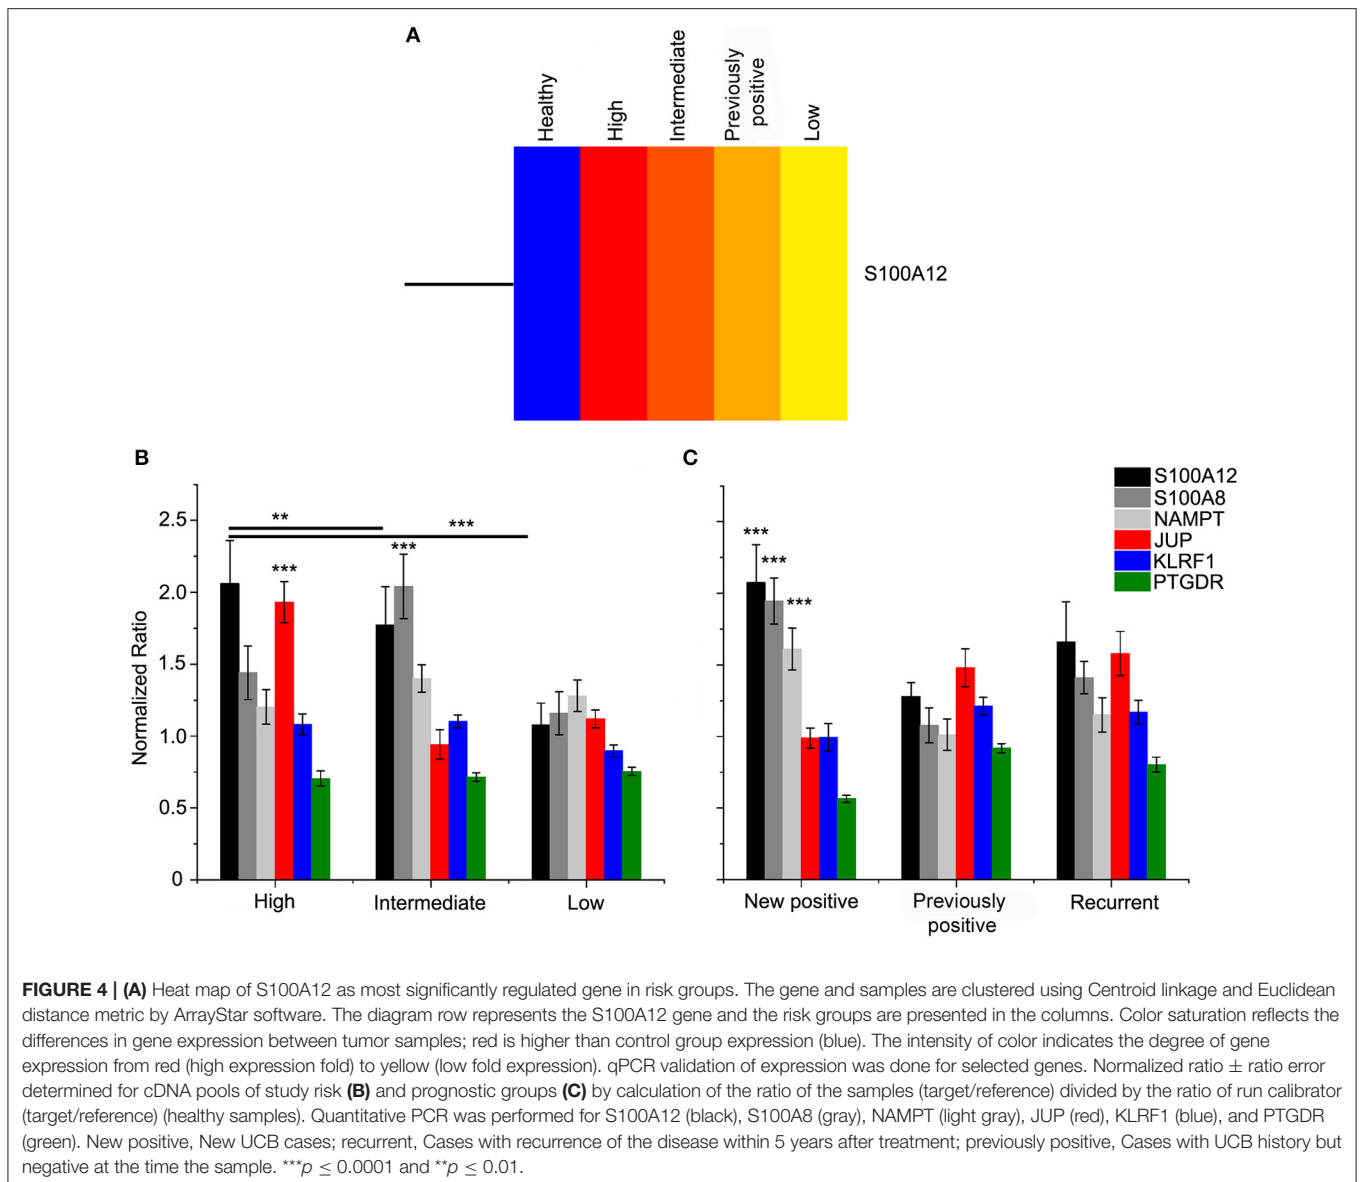 A
Healthy
High
Intermediate
Previously
positive
Low
S100A12
B
Normalized Ratio
2.5
2.0
1.5
1.0
0.5
0
**
***
***
***
High
Intermediate
Low
C
***
***
***
New positive
Previously
positive
Recurrent
S100A12
S100A8
NAMPT
JUP
KLRF1
PTGDR
FIGURE 4 | (A) Heat map of S100A12 as most significantly regulated gene in risk groups. The gene and samples are clustered using Centroid linkage and Euclidean
distance metric by ArrayStar software. The diagram row represents the S100A12 gene and the risk groups are presented in the columns. Color saturation reflects the
differences in gene expression between tumor samples; red is higher than control group expression (blue). The intensity of color indicates the degree of gene
expression from red (high expression fold) to yellow (low fold expression). qPCR validation of expression was done for selected genes. Normalized ratio ± ratio error
determined for cDNA pools of study risk (B) and prognostic groups (C) by calculation of the ratio of the samples (target/reference) divided by the ratio of run calibrator
(target/reference) (healthy samples). Quantitative PCR was performed for S100A12 (black), S100A8 (gray), NAMPT (light gray), JUP (red), KLRF1 (blue), and PTGDR
(green). New positive, New UCB cases; recurrent, Cases with recurrence of the disease within 5 years after treatment; previously positive, Cases with UCB history but
negative at the time the sample. ***p ≤ 0.0001 and **p ≤ 0.01.